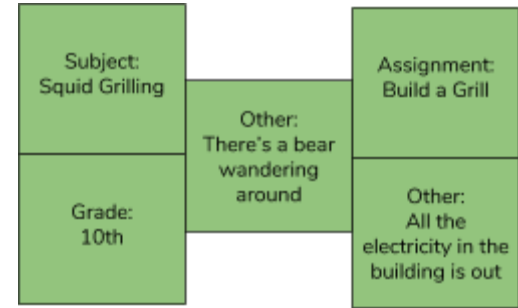 Subject:
Squid Grilling
Grade:
10th
Other:
There's a bear
wandering
around
Assignment:
Build a Grill
Other:
All the
electricity in the
building is out